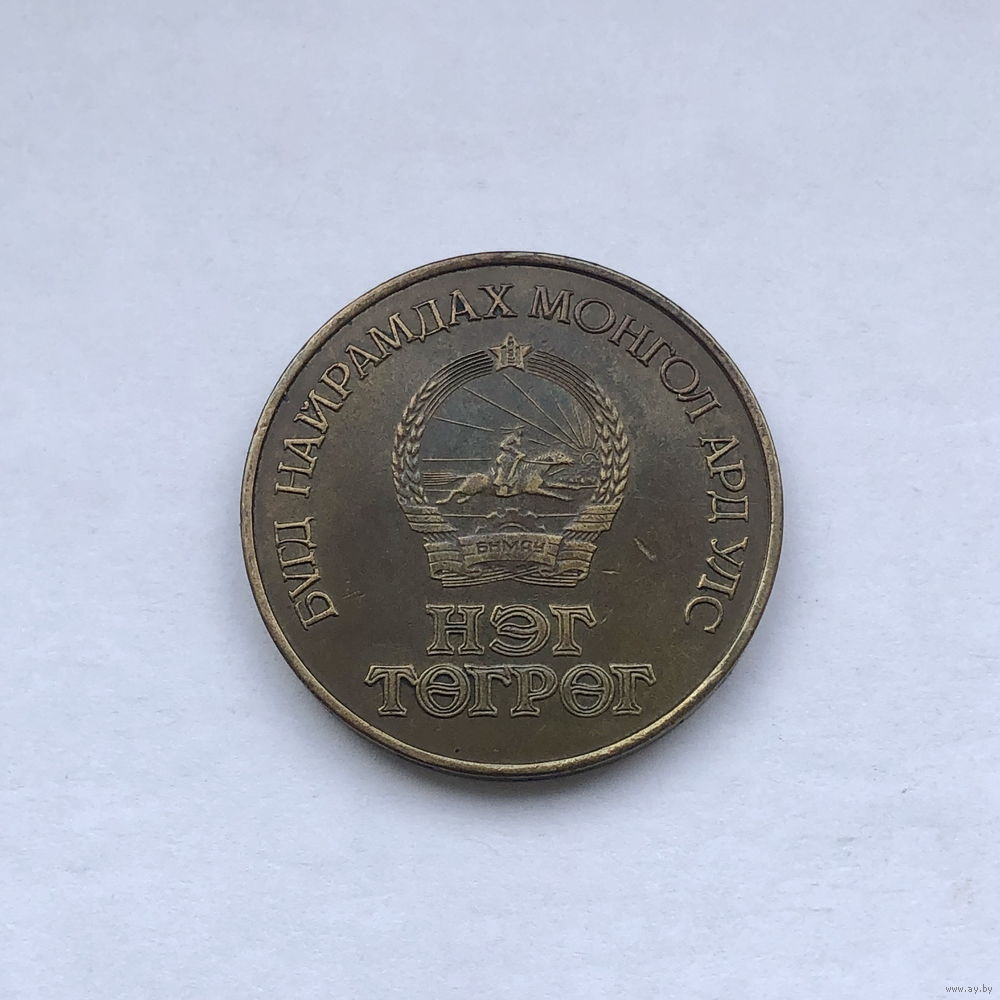 БҮГД НАЙРАМДАХ МОНГОЛ АРД УЛС
БНМАУ
НЭГ
ТӨГРӨГ
www.ay.by